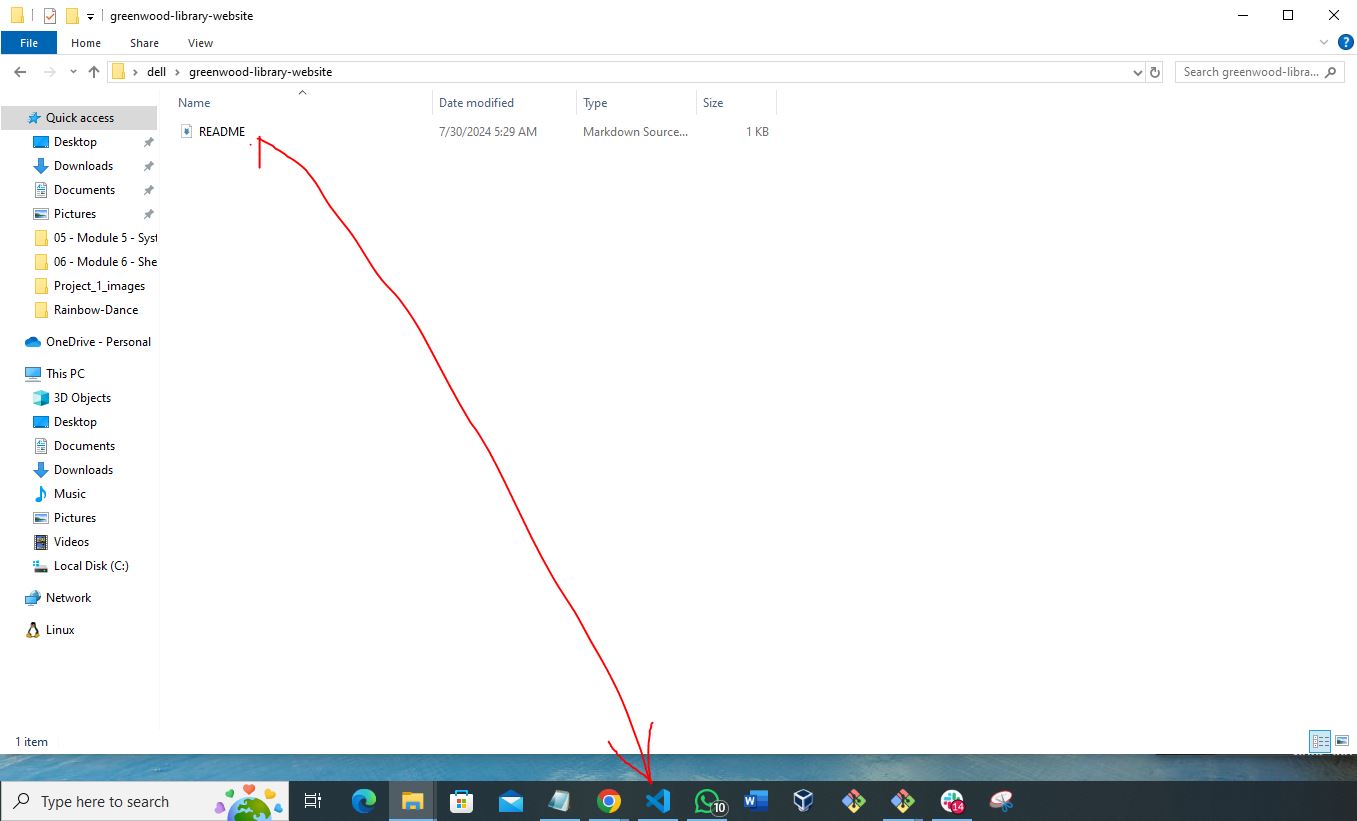 greenwood-library-website
File Home Share View
dell greenwood-library-website
Search greenwood-libra...
Name Date modified Type Size
README 7/30/2024 5:29 AM Markdown Source... 1 KB
Quick access
Desktop
Downloads
Documents
Pictures
05 - Module 5 - Syst
06 - Module 6 - She
Project_1_images
Rainbow-Dance
OneDrive - Personal
This PC
3D Objects
Desktop
Documents
Downloads
Music
Pictures
Videos
Local Disk (C:)
Network
Linux
1 item
Type here to search
10
14